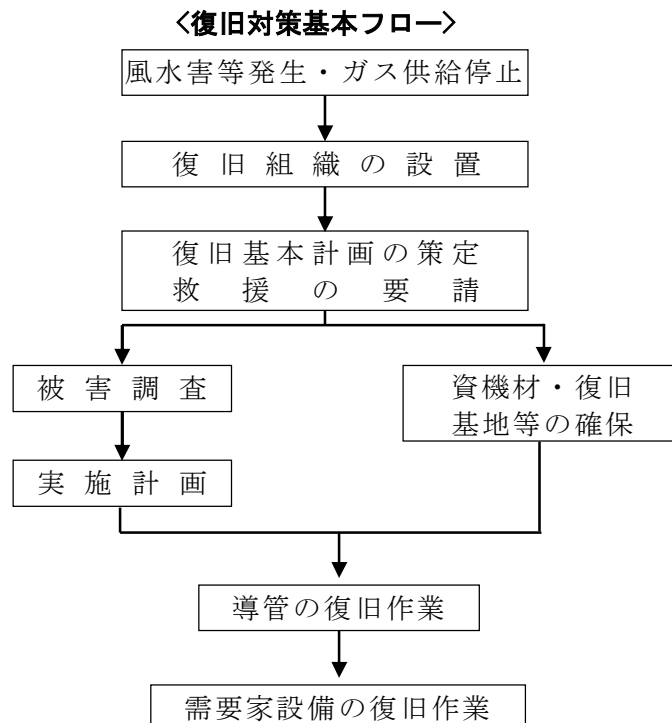 <復旧対策基本フロー>
風水害等発生・ガス供給停止
復旧組織の設置
復旧基本計画の策定
救援の要請
被害調査
資機材・復旧
基地等の確保
実施計画
導管の復旧作業
需要家設備の復旧作業